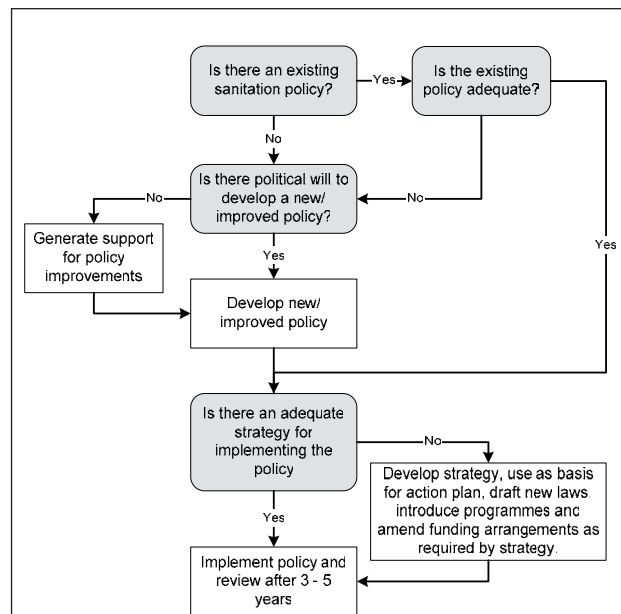 Is there an existing
sanitation policy?
Yes
Is the existing
policy adequate?
No
Is there political will to
develop a new/
improved policy?
No
No
Yes
Generate support
for policy
improvements
Yes
Develop new/
improved policy
Is there an adequate
strategy for
implementing the
policy
No
Develop strategy, use as basis
for action plan, draft new laws
introduce programmes and
amend funding arrangements as
required by strategy.
Yes
Implement policy and
review after 3 - 5
years